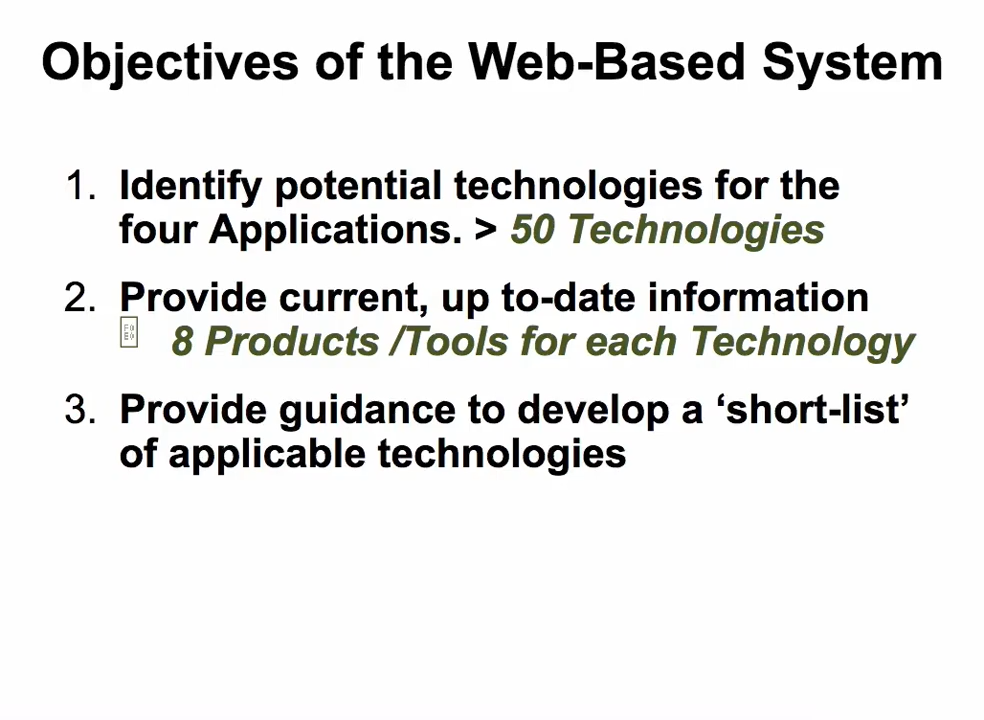 Objectives of the Web-Based System
1. Identify potential technologies for the
four Applications. > 50 Technologies
2. Provide current, up to-date information
8 Products /Tools for each Technology
3. Provide guidance to develop a ‘short-list’
of applicable technologies